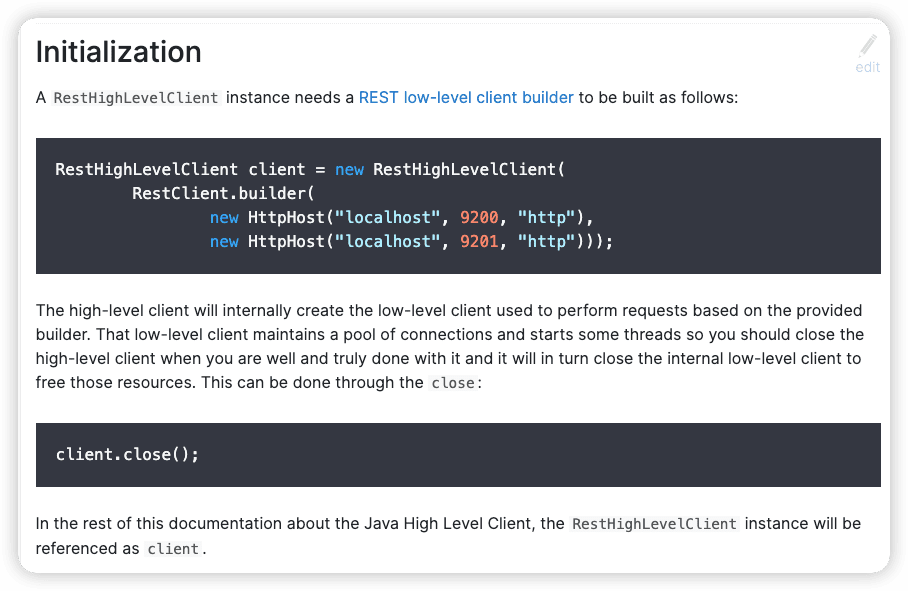 Initialization
edit
A RestHighLevelClient instance needs a REST low-level client builder to be built as follows:
RestHighLevelClient client = new RestHighLevelClient(
        RestClient.builder(
                new HttpHost("localhost", 9200, "http"),
                new HttpHost("localhost", 9201, "http")));
The high-level client will internally create the low-level client used to perform requests based on the provided
builder. That low-level client maintains a pool of connections and starts some threads so you should close the
high-level client when you are well and truly done with it and it will in turn close the internal low-level client to
free those resources. This can be done through the close:
client.close();
In the rest of this documentation about the Java High Level Client, the RestHighLevelClient instance will be
referenced as client.